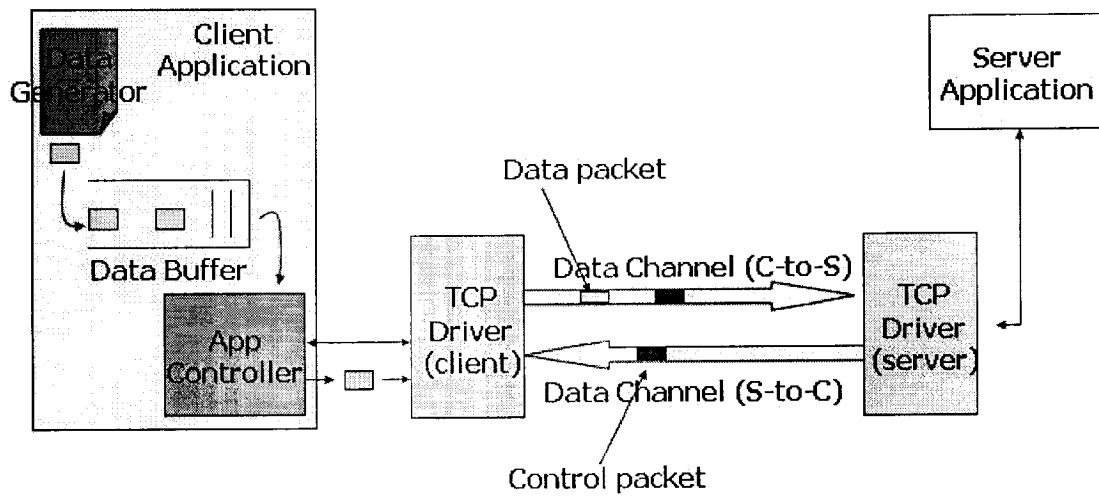 Client
Application
Data
Generator
Server
Application
Data packet
Data Buffer
Data Channel (C-to-S)
TCP
Driver
(client)
TCP
Driver
(server)
App
Controller
Data Channel (S-to-C)
Control packet